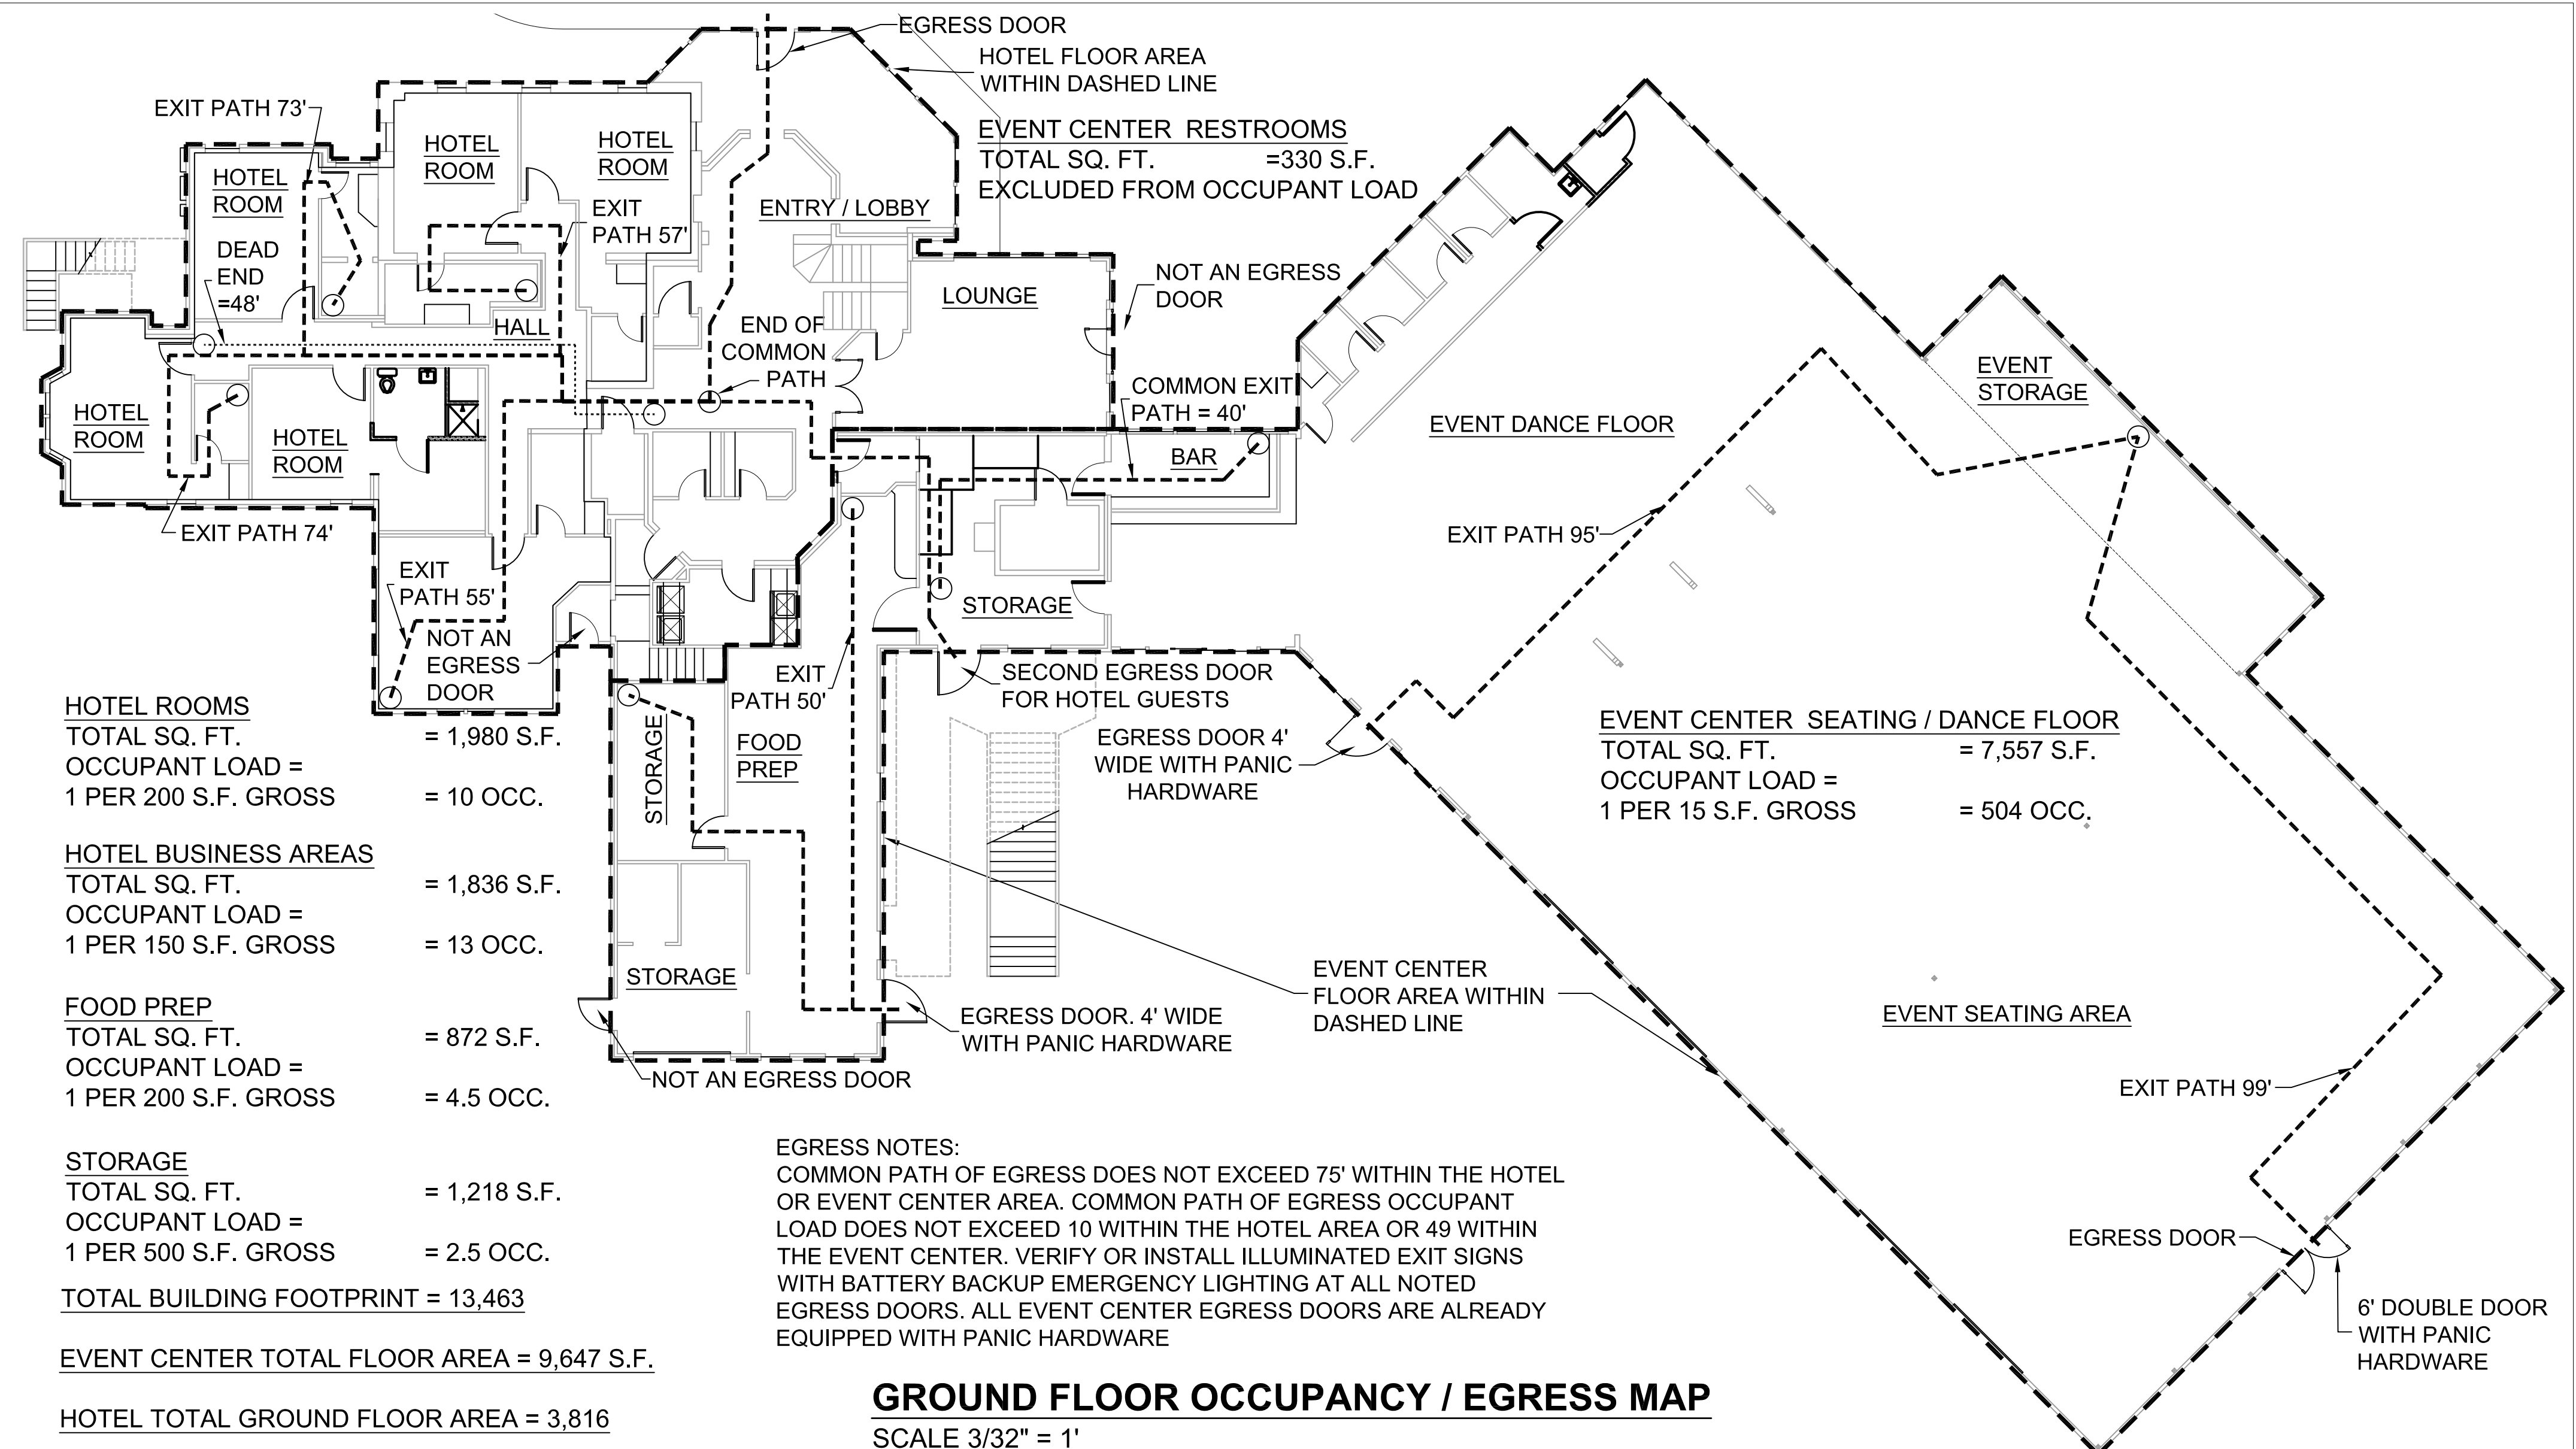 EGRESS DOOR
HOTEL FLOOR AREA
WITHIN DASHED LINE
EXIT PATH 73'
EVENT CENTER  RESTROOMS
TOTAL SQ. FT. =330 S.F.
EXCLUDED FROM OCCUPANT LOAD
HOTEL
ROOM
HOTEL
ROOM
HOTEL
ROOM
EXIT
PATH 57'
ENTRY / LOBBY
DEAD
END
=48'
HALL
LOUNGE
NOT AN EGRESS
DOOR
END OF
COMMON
PATH
COMMON EXIT
PATH = 40'
EVENT
STORAGE
HOTEL
ROOM
HOTEL
ROOM
BAR
EVENT DANCE FLOOR
EXIT PATH 74'
EXIT PATH 95'
EXIT
PATH 55'
NOT AN
EGRESS
DOOR
STORAGE
EXIT
PATH 50'
SECOND EGRESS DOOR
FOR HOTEL GUESTS
STORAGE
FOOD
PREP
EGRESS DOOR 4'
WIDE WITH PANIC
HARDWARE
EVENT CENTER  SEATING / DANCE FLOOR
TOTAL SQ. FT. = 7,557 S.F.
OCCUPANT LOAD =
1 PER 15 S.F. GROSS = 504 OCC.
HOTEL ROOMS
TOTAL SQ. FT. = 1,980 S.F.
OCCUPANT LOAD =
1 PER 200 S.F. GROSS = 10 OCC.
HOTEL BUSINESS AREAS
TOTAL SQ. FT. = 1,836 S.F.
OCCUPANT LOAD =
1 PER 150 S.F. GROSS = 13 OCC.
FOOD PREP
TOTAL SQ. FT. = 872 S.F.
OCCUPANT LOAD =
1 PER 200 S.F. GROSS = 4.5 OCC.
STORAGE
TOTAL SQ. FT. = 1,218 S.F.
OCCUPANT LOAD =
1 PER 500 S.F. GROSS = 2.5 OCC.
TOTAL BUILDING FOOTPRINT = 13,463
EVENT CENTER TOTAL FLOOR AREA = 9,647 S.F.
HOTEL TOTAL GROUND FLOOR AREA = 3,816
STORAGE
EGRESS DOOR. 4' WIDE
WITH PANIC HARDWARE
NOT AN EGRESS DOOR
EVENT CENTER
FLOOR AREA WITHIN
DASHED LINE
EVENT SEATING AREA
EXIT PATH 99'
EGRESS DOOR
6' DOUBLE DOOR
WITH PANIC
HARDWARE
EGRESS NOTES:
COMMON PATH OF EGRESS DOES NOT EXCEED 75' WITHIN THE HOTEL
OR EVENT CENTER AREA. COMMON PATH OF EGRESS OCCUPANT
LOAD DOES NOT EXCEED 10 WITHIN THE HOTEL AREA OR 49 WITHIN
THE EVENT CENTER. VERIFY OR INSTALL ILLUMINATED EXIT SIGNS
WITH BATTERY BACKUP EMERGENCY LIGHTING AT ALL NOTED
EGRESS DOORS. ALL EVENT CENTER EGRESS DOORS ARE ALREADY
EQUIPPED WITH PANIC HARDWARE
GROUND FLOOR OCCUPANCY / EGRESS MAP
SCALE 3/32" = 1'